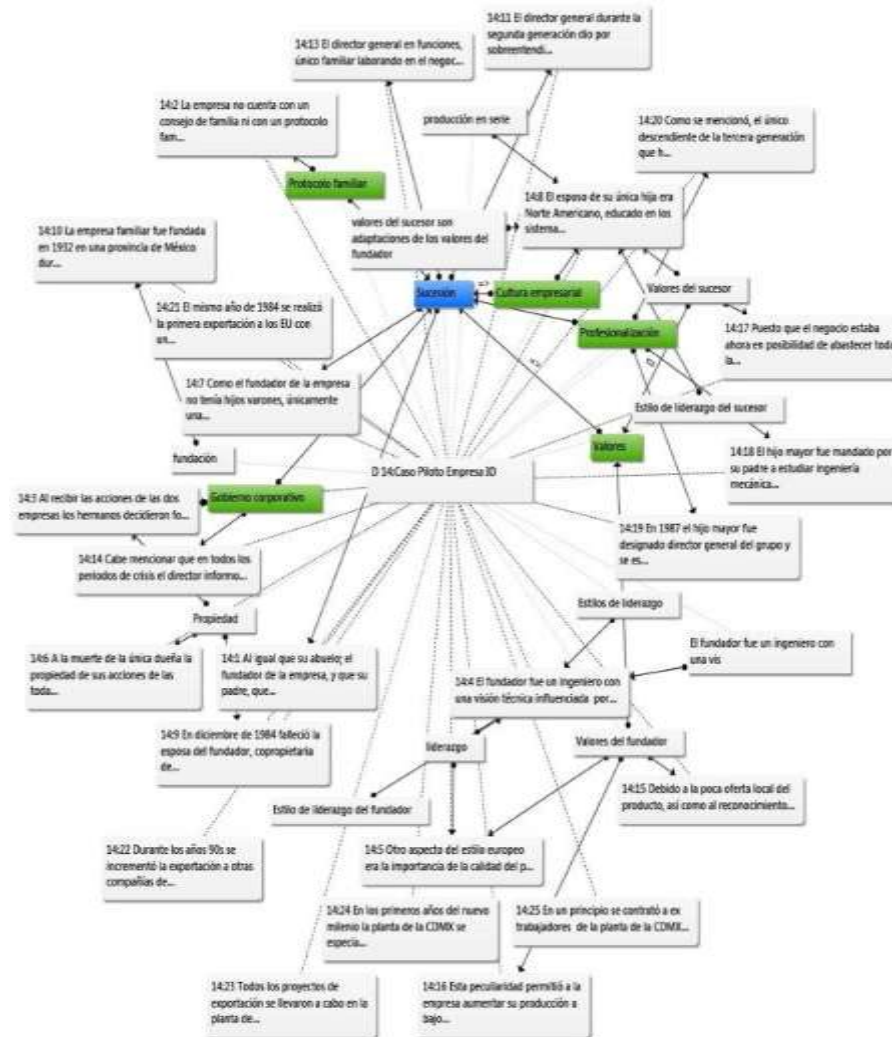 14:11 El director general durante la
segunda generación dio por
sobreentendi...
14:13 El director general en funciones,
único familiar laborando en el negoc...
14:2 La empresa no cuenta con un
consejo de familia ni con un protocolo
fam...
producción en serie
14:20 Como se mencionó, el único
descendiente de la tercera generación
que h...
Protocolo familiar
14:8 El esposo de su única hija era
Norte Americano, educado en los
sistema...
valores del sucesor son
adaptaciones de los valores del
fundador
14:10 La empresa familiar fue fundada
en 1932 en una provincia de México
dur...
Sucesión
Cultura empresarial
Valores del sucesor
14:21 El mismo año de 1984 se realizó
la primera exportación a los EU con
un...
Profesionalización
14:17 Puesto que el negocio estaba
ahora en posibilidad de abastecer toda
la...
14:7 Como el fundador de la empresa
no tenía hijos varones, únicamente
una...
Estilo de liderazgo del sucesor
fundación
Valores
14:18 El hijo mayor fue mandado por
su padre a estudiar ingeniería
mecánica...
D 14:Caso Piloto Empresa
14:3 Al recibir las acciones de las dos
empresas los hermanos decidieron fo...
Gobierno corporativo
14:19 En 1987 el hijo mayor fue
designado director general del grupo y
se es...
14:14 Cabe mencionar que en todos los
periodos de crisis el director informo...
Estilos de liderazgo
Propiedad
El fundador fue un ingeniero con
una vis
14:6 A la muerte de la única dueña la
propiedad de sus acciones de las
toda...
14:1 Al igual que su abuelo; el
fundador de la empresa, y que su
padre, que...
14:4 El fundador fue un ingeniero con
una visión técnica influenciada por...
14:9 En diciembre de 1984 falleció la
esposa del fundador, copropietaria
de...
liderazgo
Valores del fundador
14:15 Debido a la poca oferta local del
producto, así como al reconocimiento...
Estilo de liderazgo del fundador
14:22 Durante los años 90s se
incrementó la exportación a otras
compañías de...
14:5 Otro aspecto del estilo europeo
era la importancia de la calidad del p...
14:24 En los primeros años del nuevo
milenio la planta de la CDMX se
especia...
14:25 En un principio se contrató a ex
trabajadores de la planta de la CDMX...
14:23 Todos los proyectos de
exportación se llevaron a cabo en la
planta de...
14:16 Esta peculiaridad permitió a la
empresa aumentar su producción a
bajo...